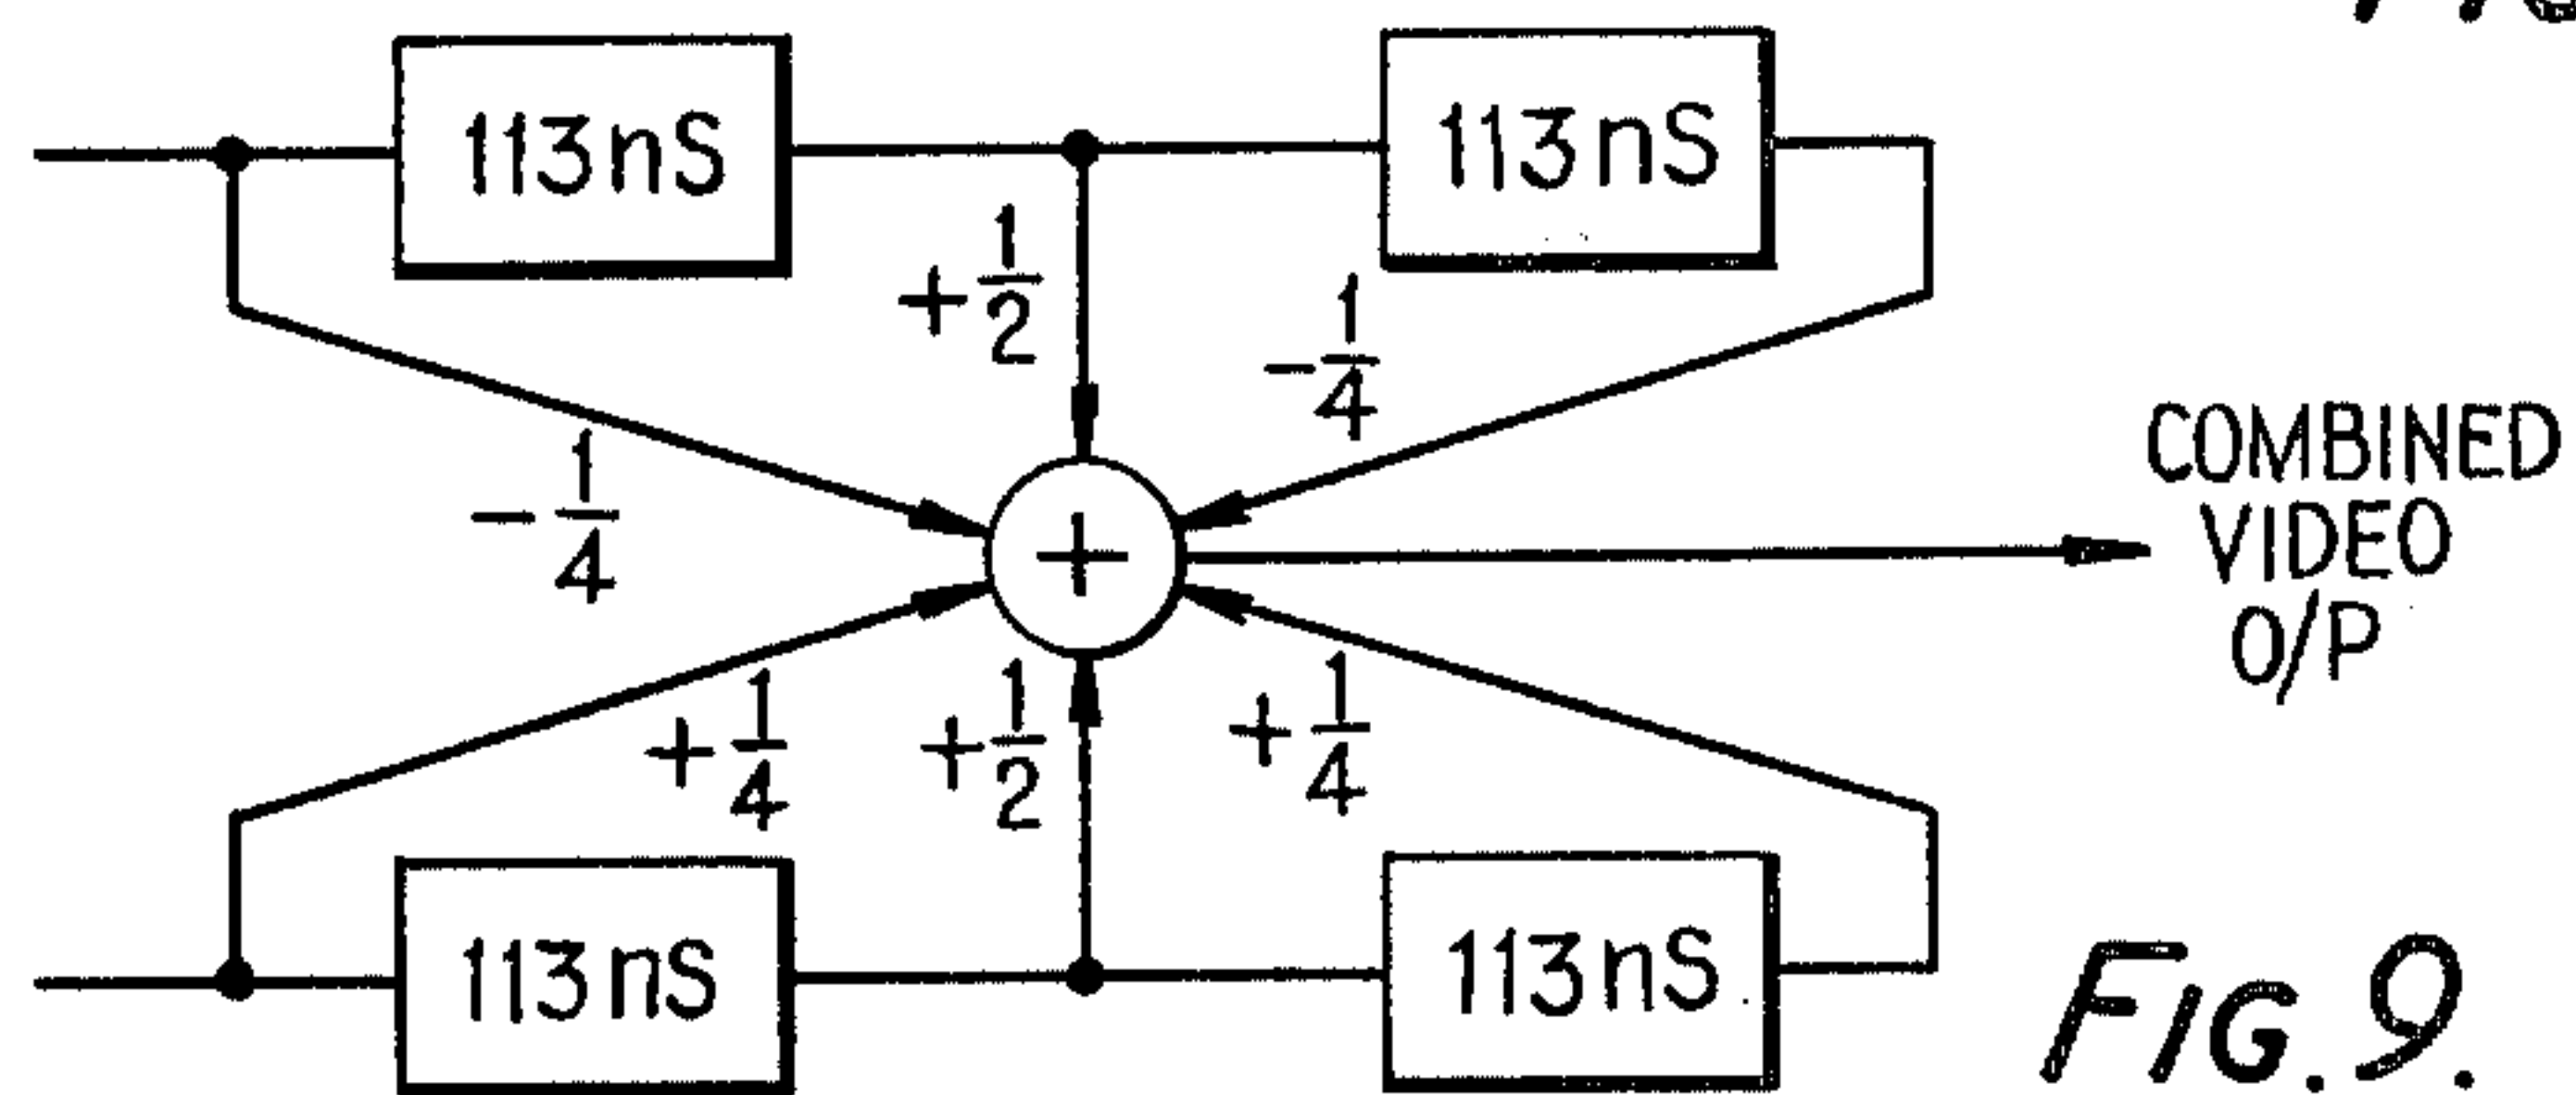 113nS
113nS
+1/2
-1/4
-1/4
+
COMBINED
VIDEO
O/P
+1/4
+1/2
+1/4
113nS
113nS
FIG. 9.